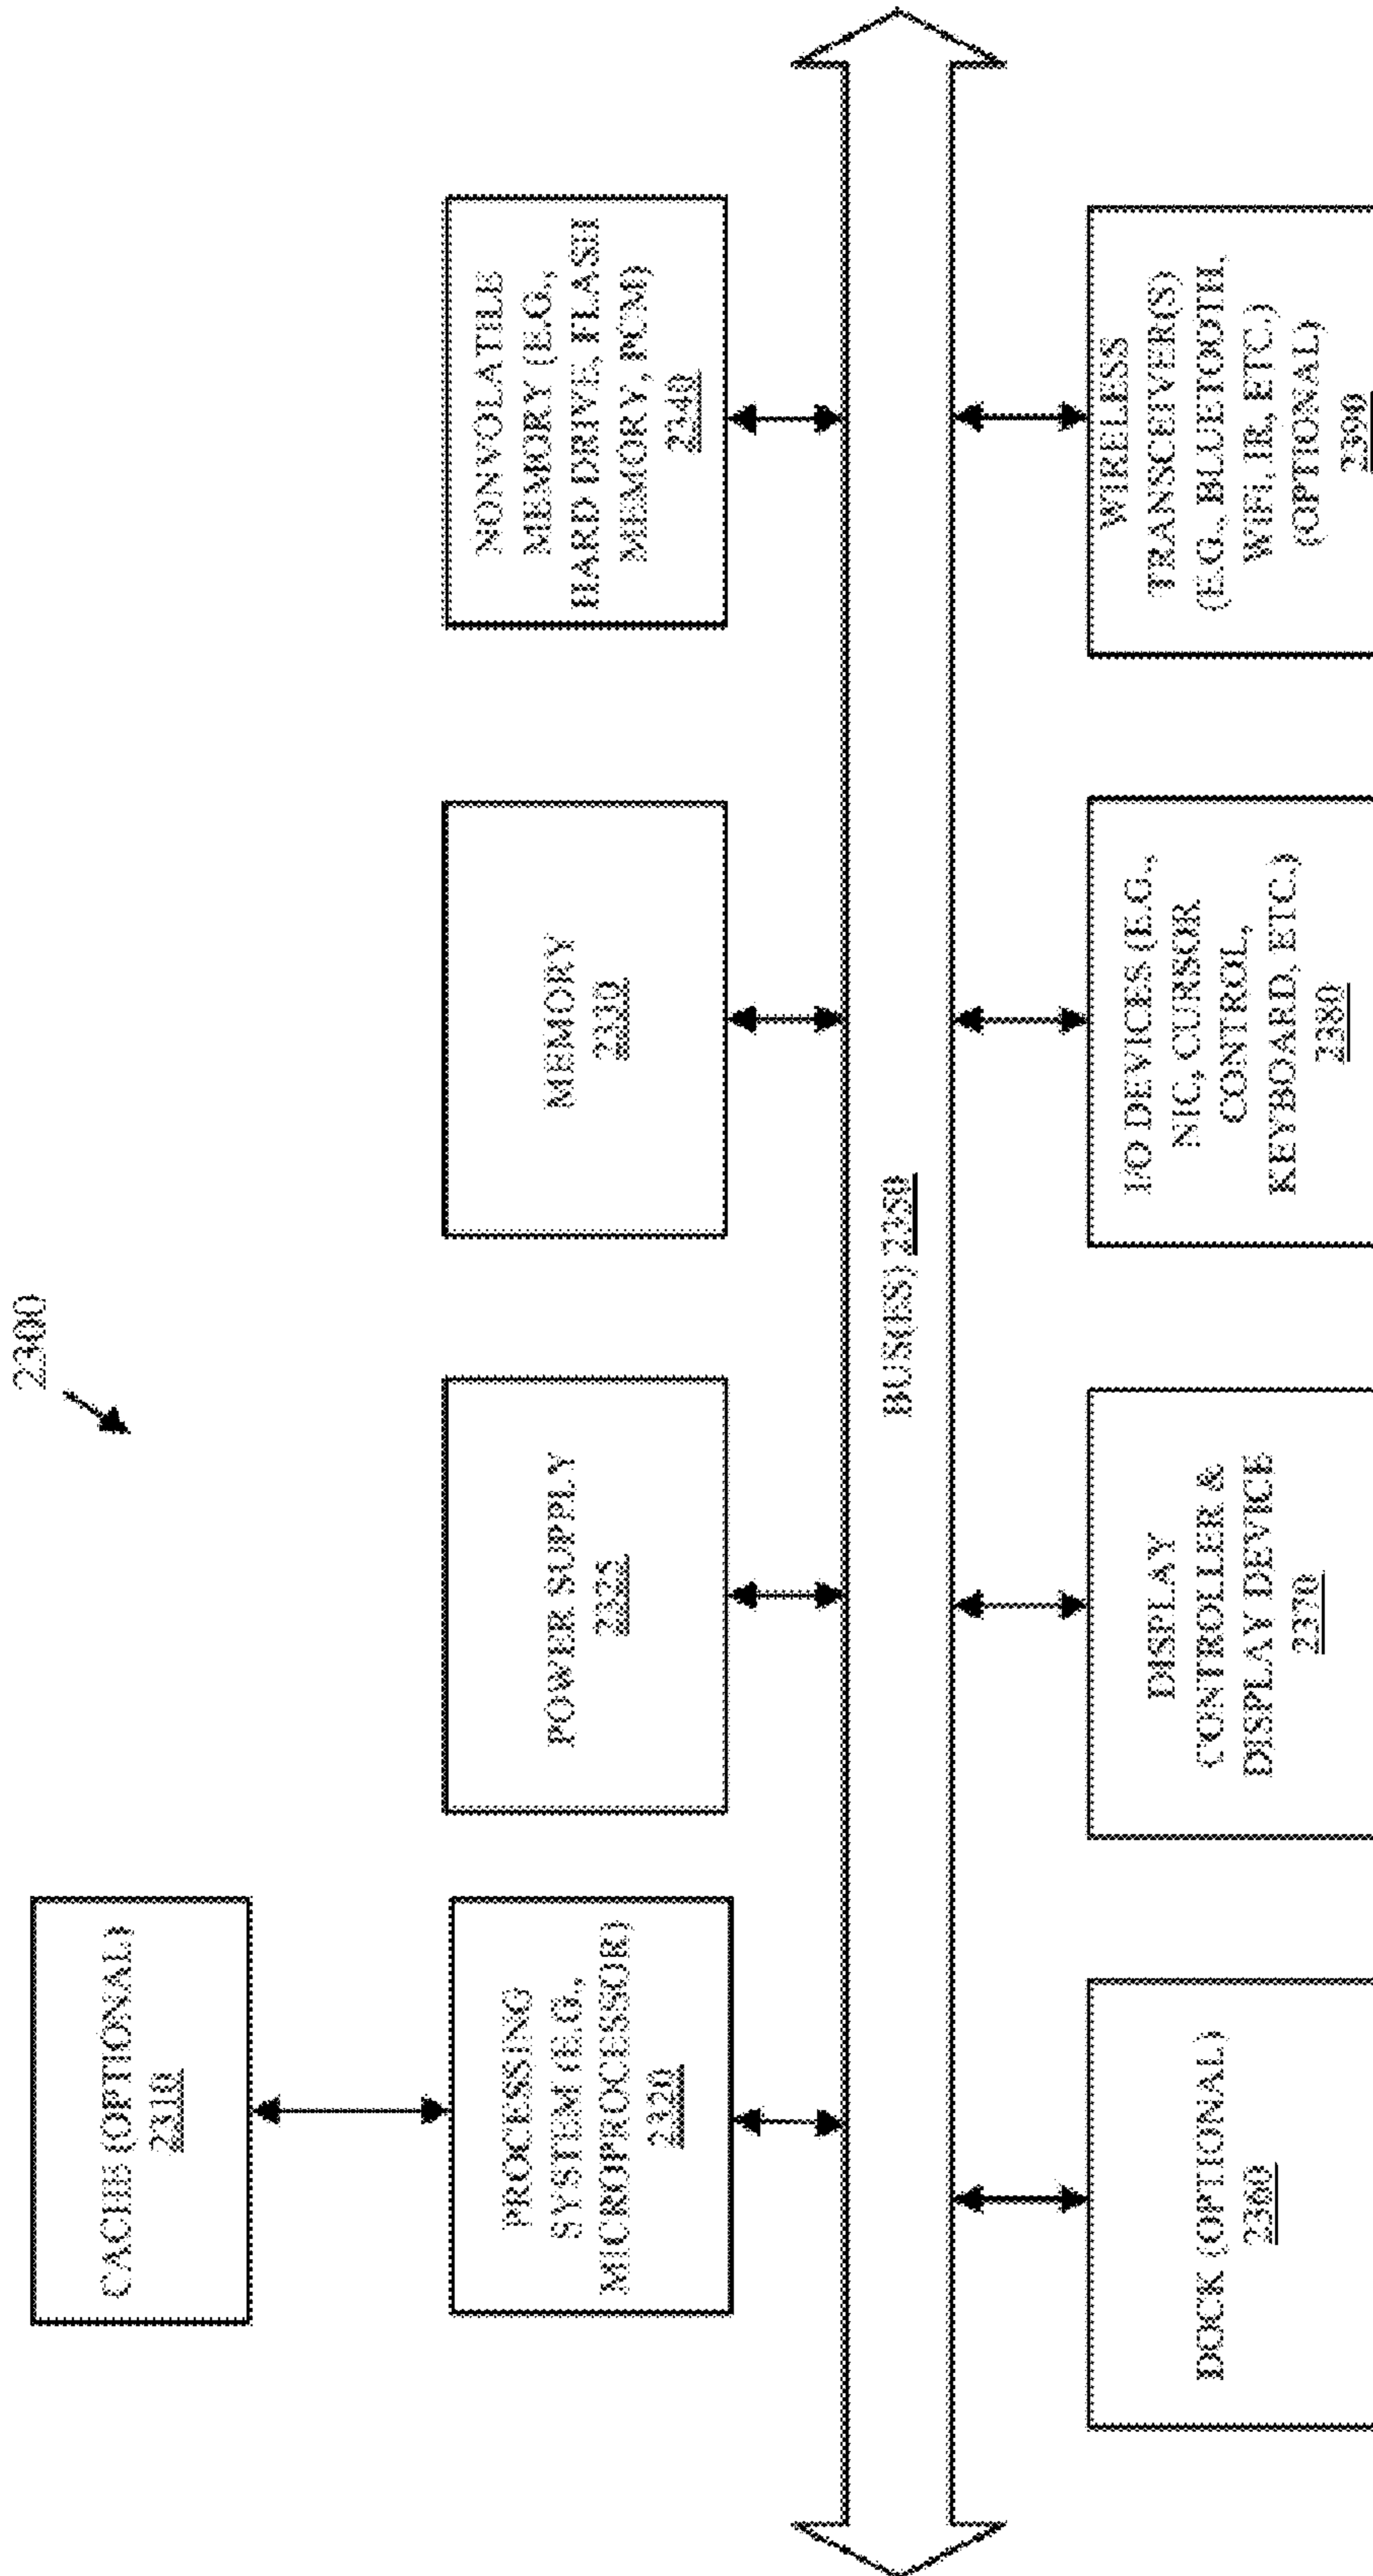 2300
CACHE (OPTIONAL)
2310
PROCESSING
SYSTEM (E.G.,
MICROPROCESSOR)
2320
POWER SUPPLY
2325
MEMORY
2330
NONVOLATILE
MEMORY (E.G.,
HARD DRIVE, FLASH
MEMORY, PCM)
2340
BUS(ES) 2350
DOCK (OPTIONAL)
2360
DISPLAY
CONTROLLER &
DISPLAY DEVICE
2370
I/O DEVICES (E.G.,
NIC, CURSOR
CONTROL,
KEYBOARD, ETC.)
2380
WIRELESS
TRANSCEIVER(S)
(E.G., BLUETOOTH,
WIFI, IR, ETC.)
(OPTIONAL)
2390